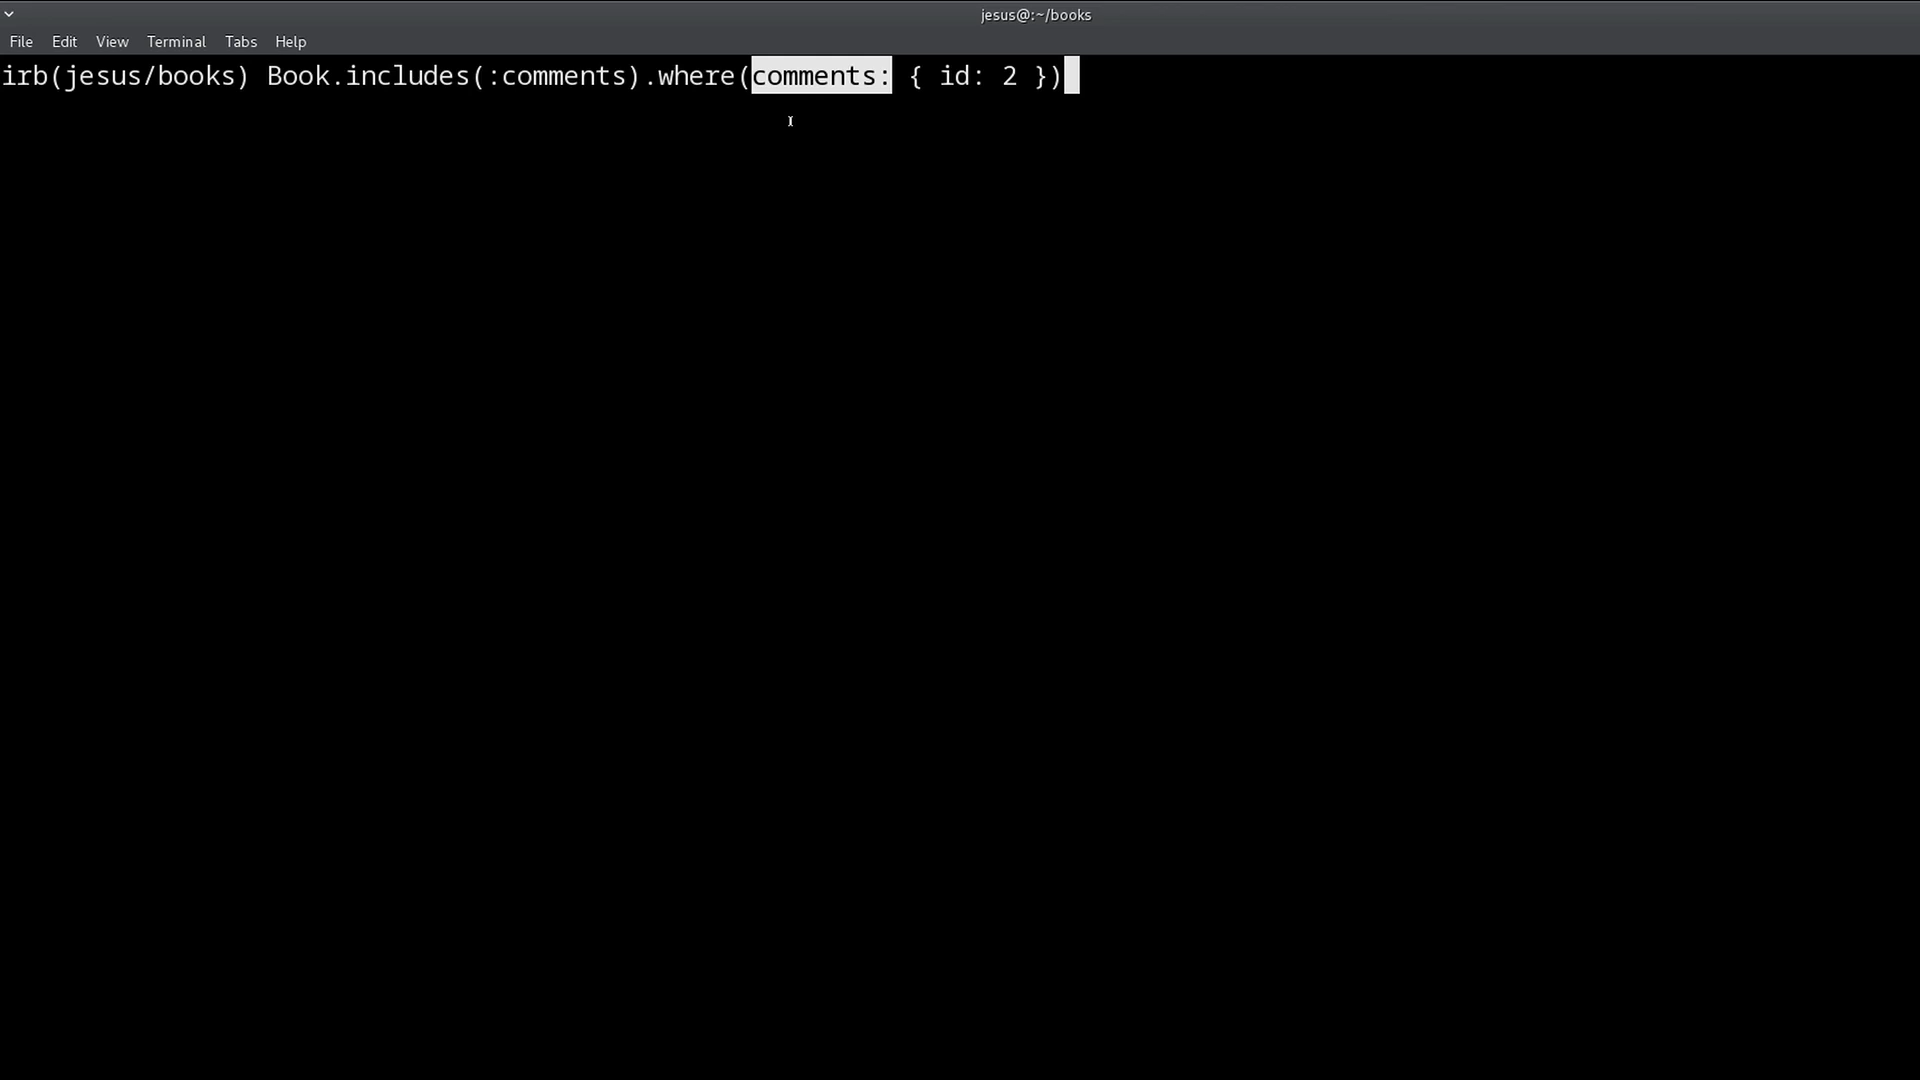 jesus@:~/books
File Edit View Terminal Tabs Help
irb(jesus/books) Book.includes(:comments).where(comments: { id: 2 })